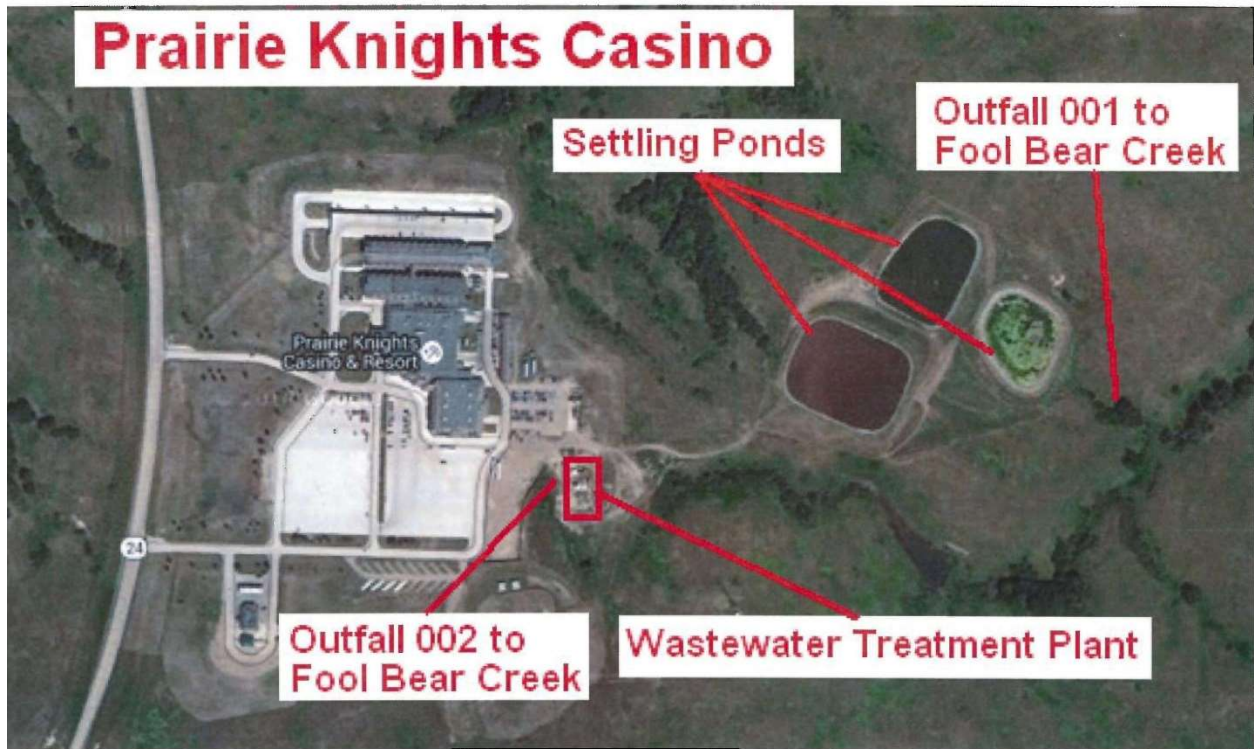 Prairie Knights Casino
Settling Ponds
Outfall 001 to
Fool Bear Creek
Prairie Knights
Casino & Resort
24
Outfall 002 to
Fool Bear Creek
Wastewater Treatment Plant